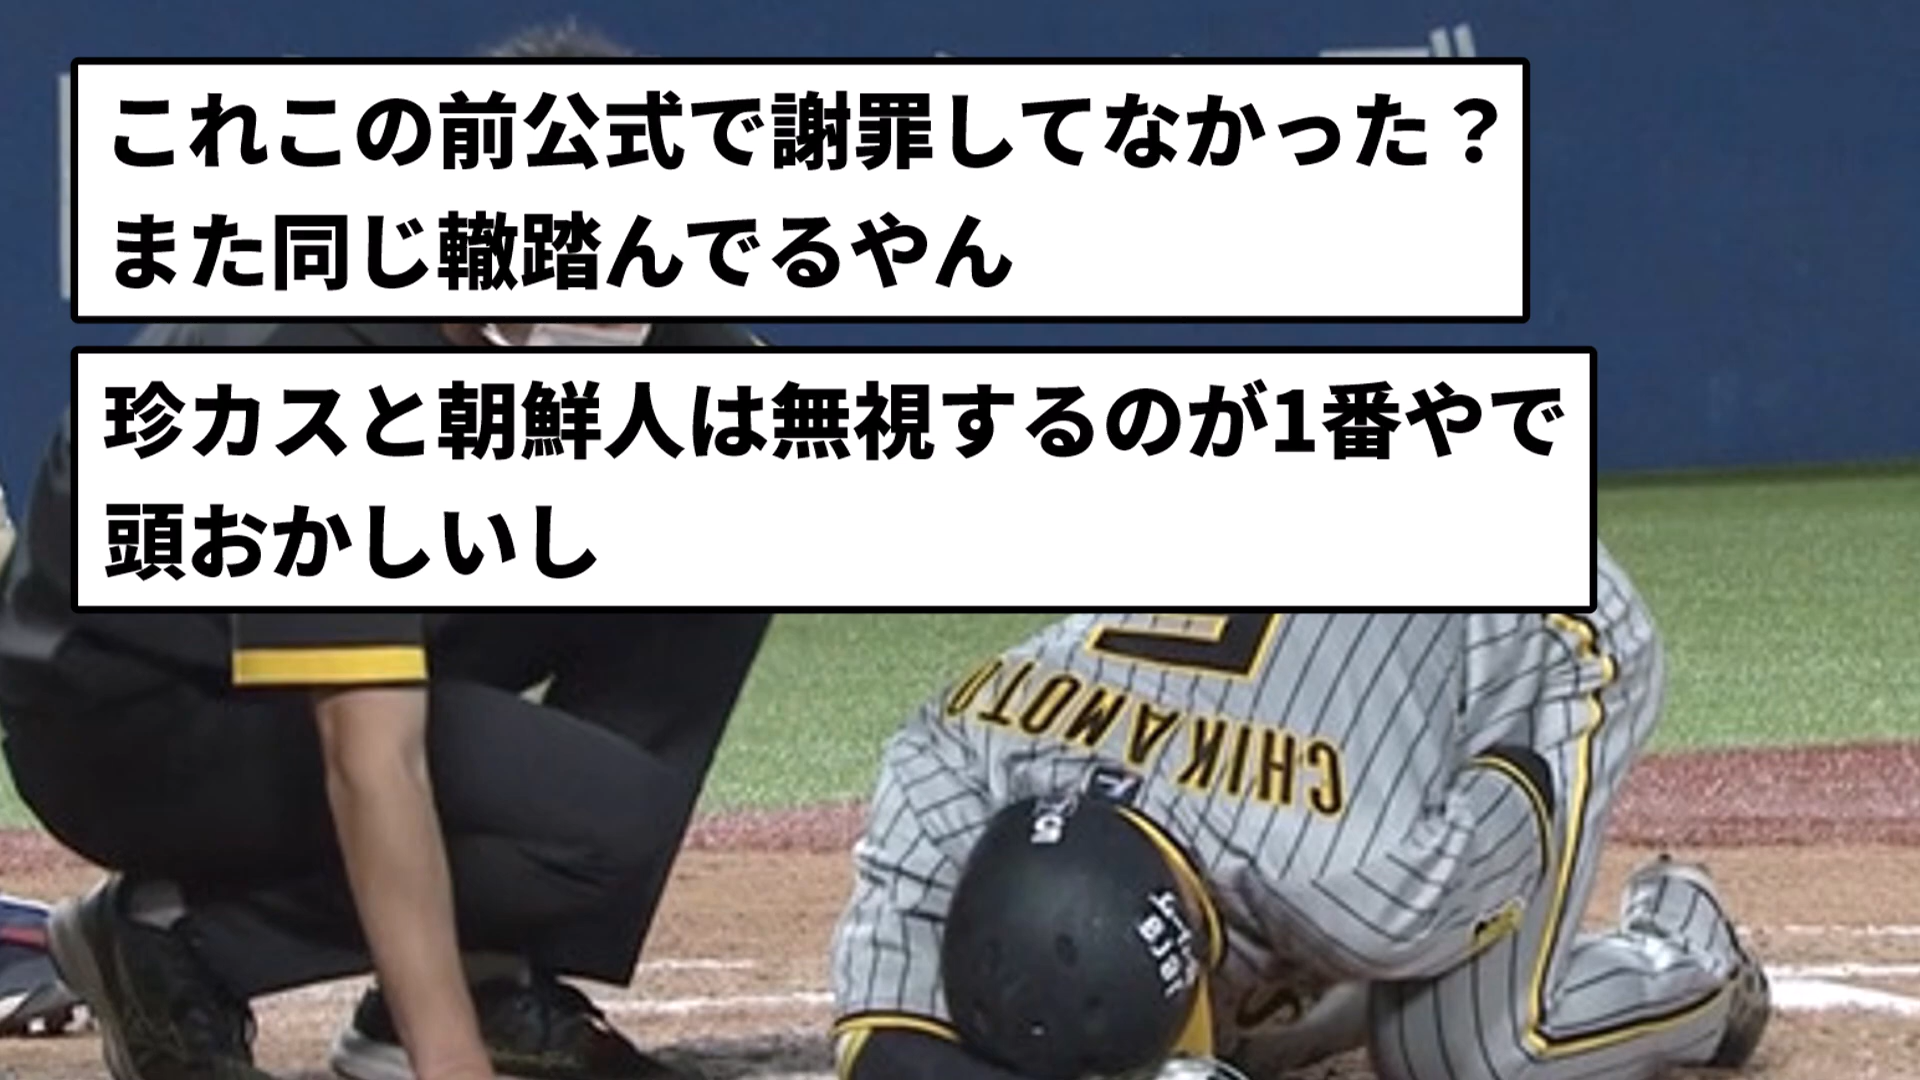 これこの前公式で謝罪してなかった？
また同じ轍踏んでるやん
珍カスと朝鮮人は無視するのが1番やで
頭おかしいし
CHIKAMOTO
5